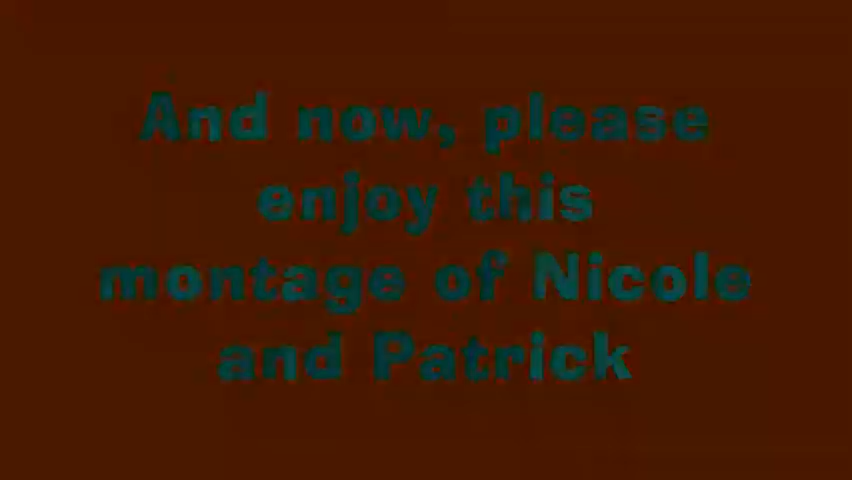 And now, please
enjoy this
montage of Nicole
and Patrick